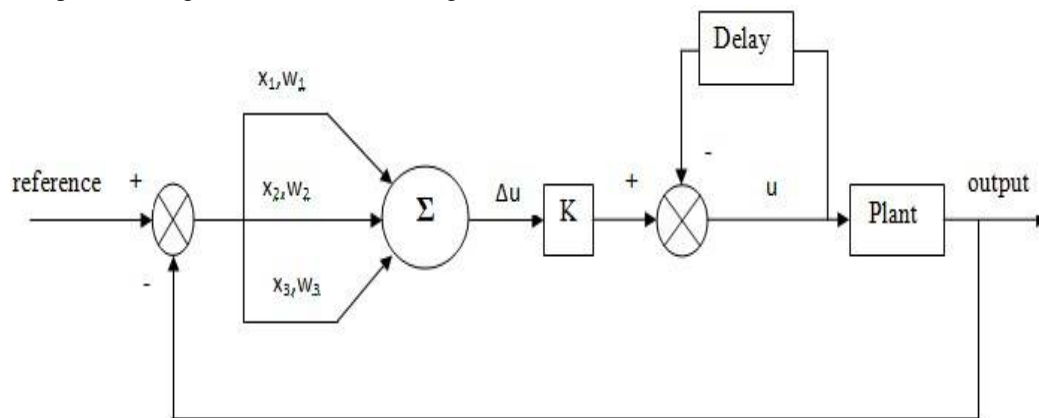 Delay
x₁,w₁
-
reference
+
x₂,w₂
Σ
Δu
K
+
u
Plant
output
-
x₃,w₃